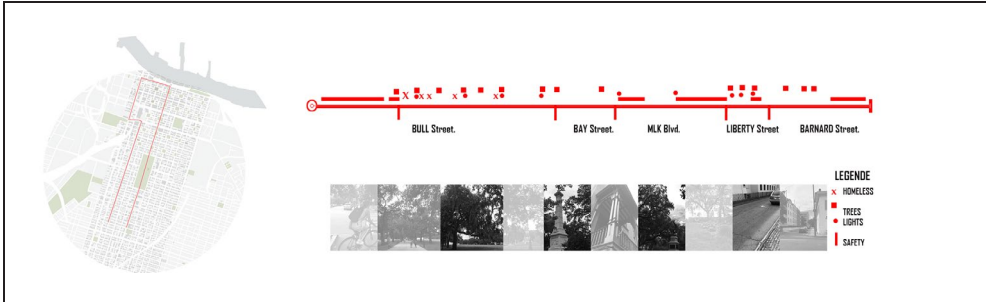 BULL Street.
BAY Street.
MLK Blvd.
LIBERTY Street
BARNARD Street.
LEGENDE
x HOMELESS
TREES
LIGHTS
SAFETY